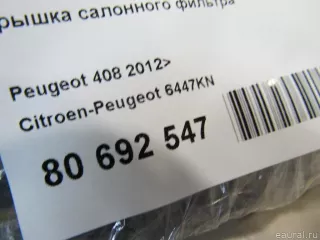 рышка салонного фильтра
Peugeot 408 2012>
Citroen-Peugeot 6447KN
80 692 547
eaural.ru